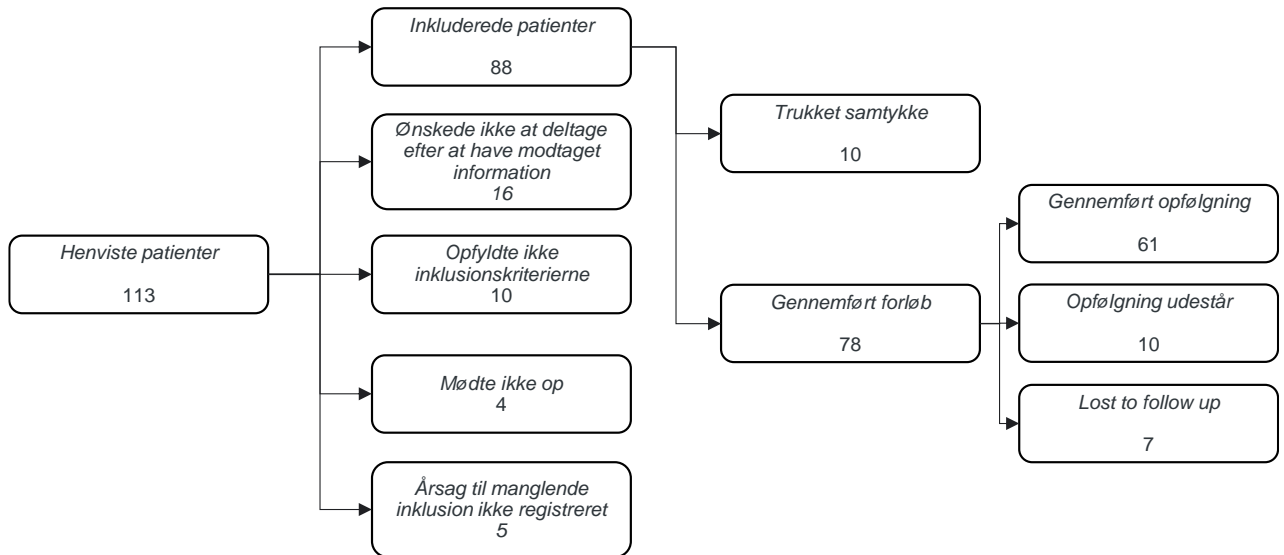 Henviste patienter
113
Inkluderede patienter
88
Ønskede ikke at deltage
efter at have modtaget
information
16
Opfyldte ikke
inklusionskriterierne
10
Mødte ikke op
4
Årsag til manglende
inklusion ikke registreret
5
Trukket samtykke
10
Gennemført forløb
78
Gennemført opfølgning
61
Opfølgning udestår
10
Lost to follow up
7